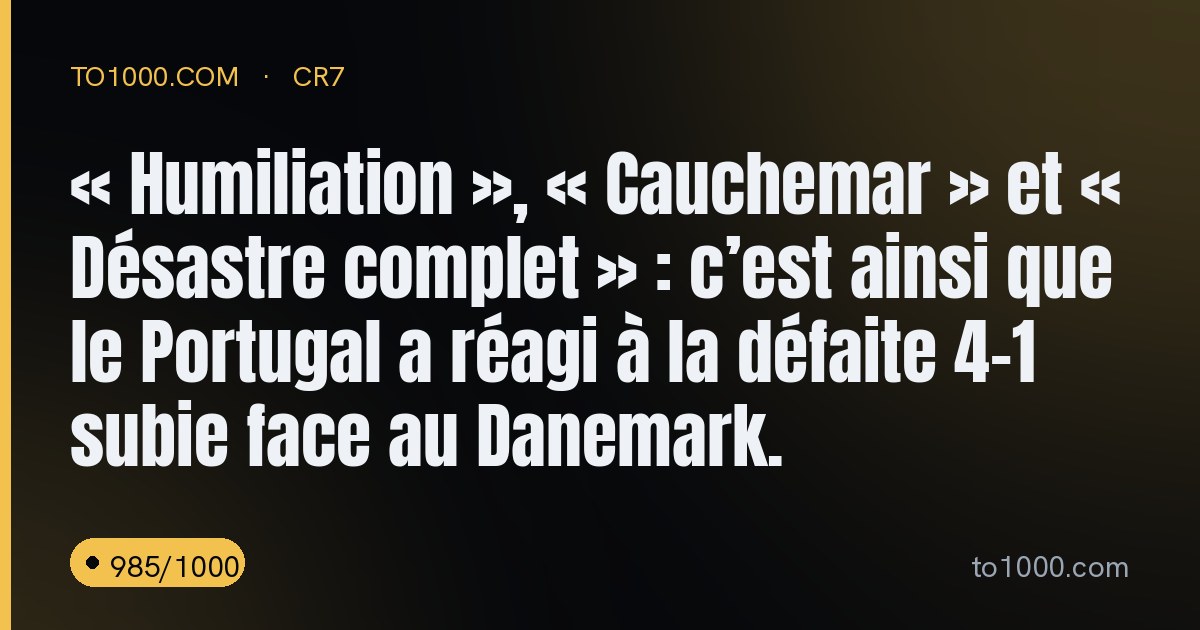 TO1000.COM · CR7
« Humiliation », « Cauchemar » et «
Désastre complet » : c’est ainsi que
le Portugal a réagi à la défaite 4-1
subie face au Danemark.
985/1000
to1000.com